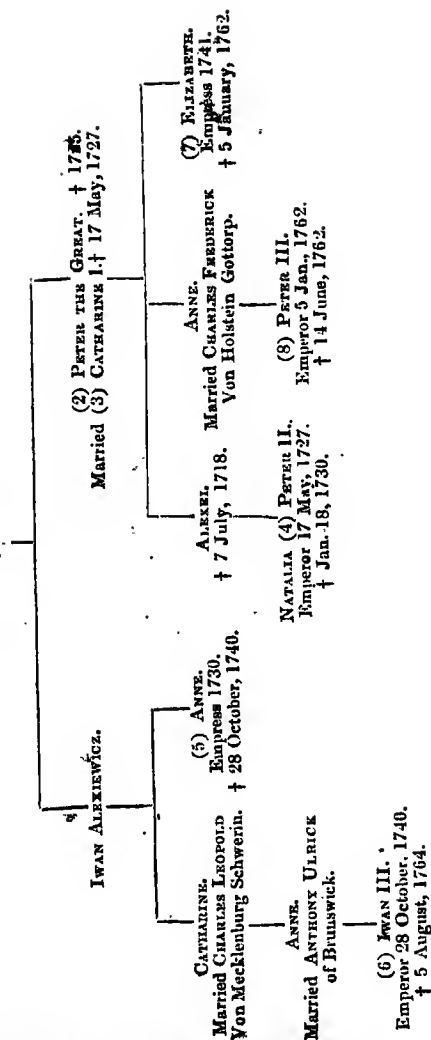 (2) PETER THE GREAT. †
Married (3) CATHARINE I. † 17 May, 1727.
IWAN ALEXIEWICZ.
CATHARINE.
Married CHARLES LEOPOLD
Von Mecklenburg Schwerin.
(5) ANNE.
Empress 1730.
† 28 October, 1740.
ALEXEI.
† 7 July, 1718.
ANNE.
Married CHARLES FREDERICK
Von Holstein Gottorp.
(7) ELIZABETH.
Empress 1741.
† 5 January, 1762.
ANNE.
Married ANTHONY ULRICK
of Brunswick.
NATALIA (4) PETER II.
Emperor 17 May, 1727.
† Jan. 18, 1730.
(8) PETER III.
Emperor 5 Jan., 1762.
† 14 June, 1762.
(6) IWAN III.
Emperor 28 October, 1740.
† 5 August, 1764.